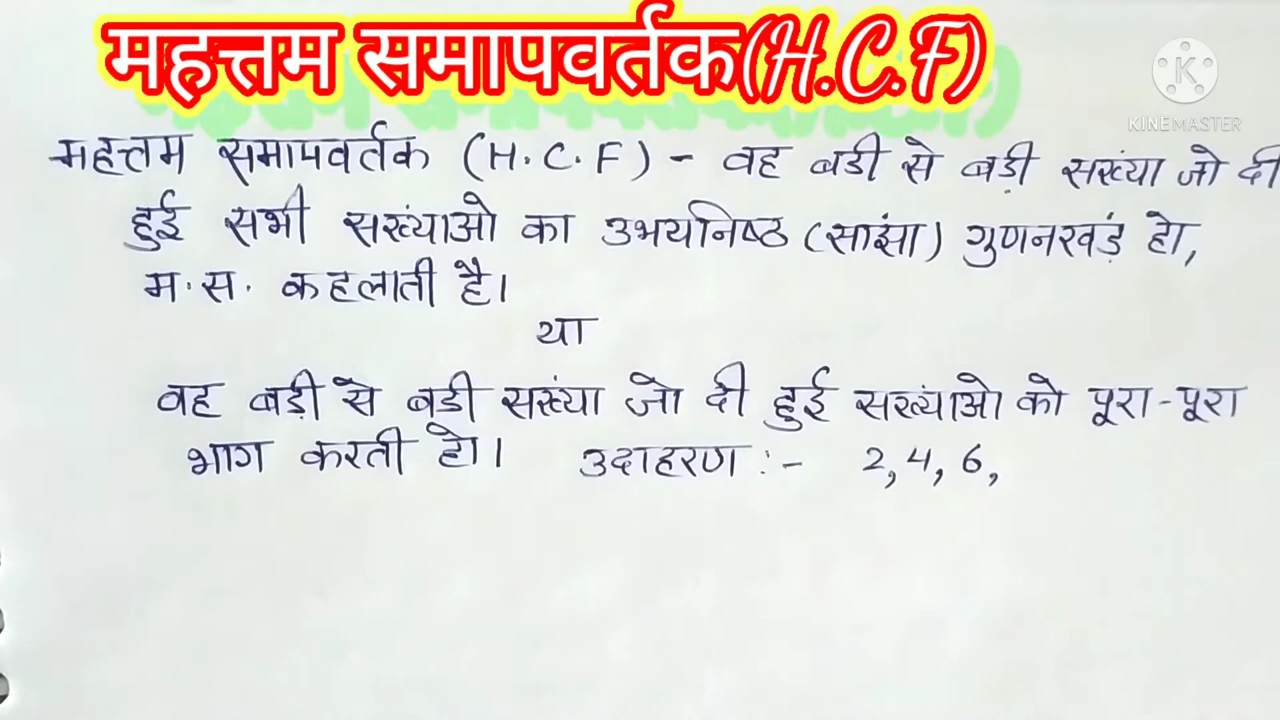 महत्तम समापवर्तक(H.C.F)
K
KINEMASTER
महत्तम समापवर्तक (H.C.F) - वह बडी से बड़ी सख्ंया जो दी
हुई सभी सख्ंयाओ का उभयनिष्ठ (सांझा) गुणनखंड़ हो,
म.स. कहलाती है।
या
वह बड़ी से बडी सख्ंया जो दी हुई सख्ंयाओ को पूरा-पूरा
भाग करती हो। उदाहरण :- 2, 4, 6,